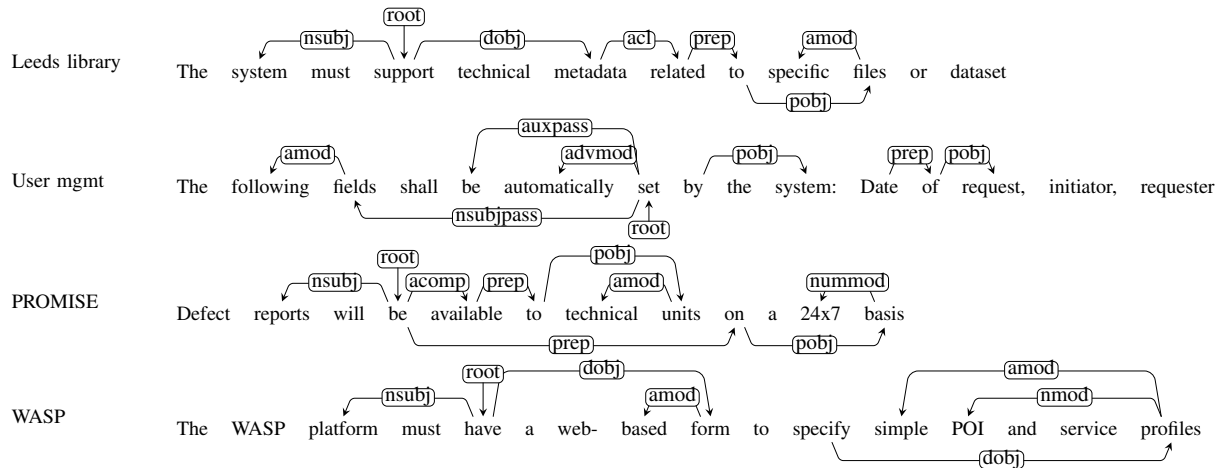 root
nsubj dobj acl prep amod
Leeds library The system must support technical metadata related to specific files or dataset
pobj
auxpass
amod advmod pobj prep pobj
User mgmt The following fields shall be automatically set by the system: Date of request, initiator, requester
nsubjpass
root
root pobj
nsubj acomp prep amod nummod
PROMISE Defect reports will be available to technical units on a 24x7 basis
prep pobj
root dobj amod
nsubj amod nmod
WASP The WASP platform must have a web- based form to specify simple POI and service profiles
dobj